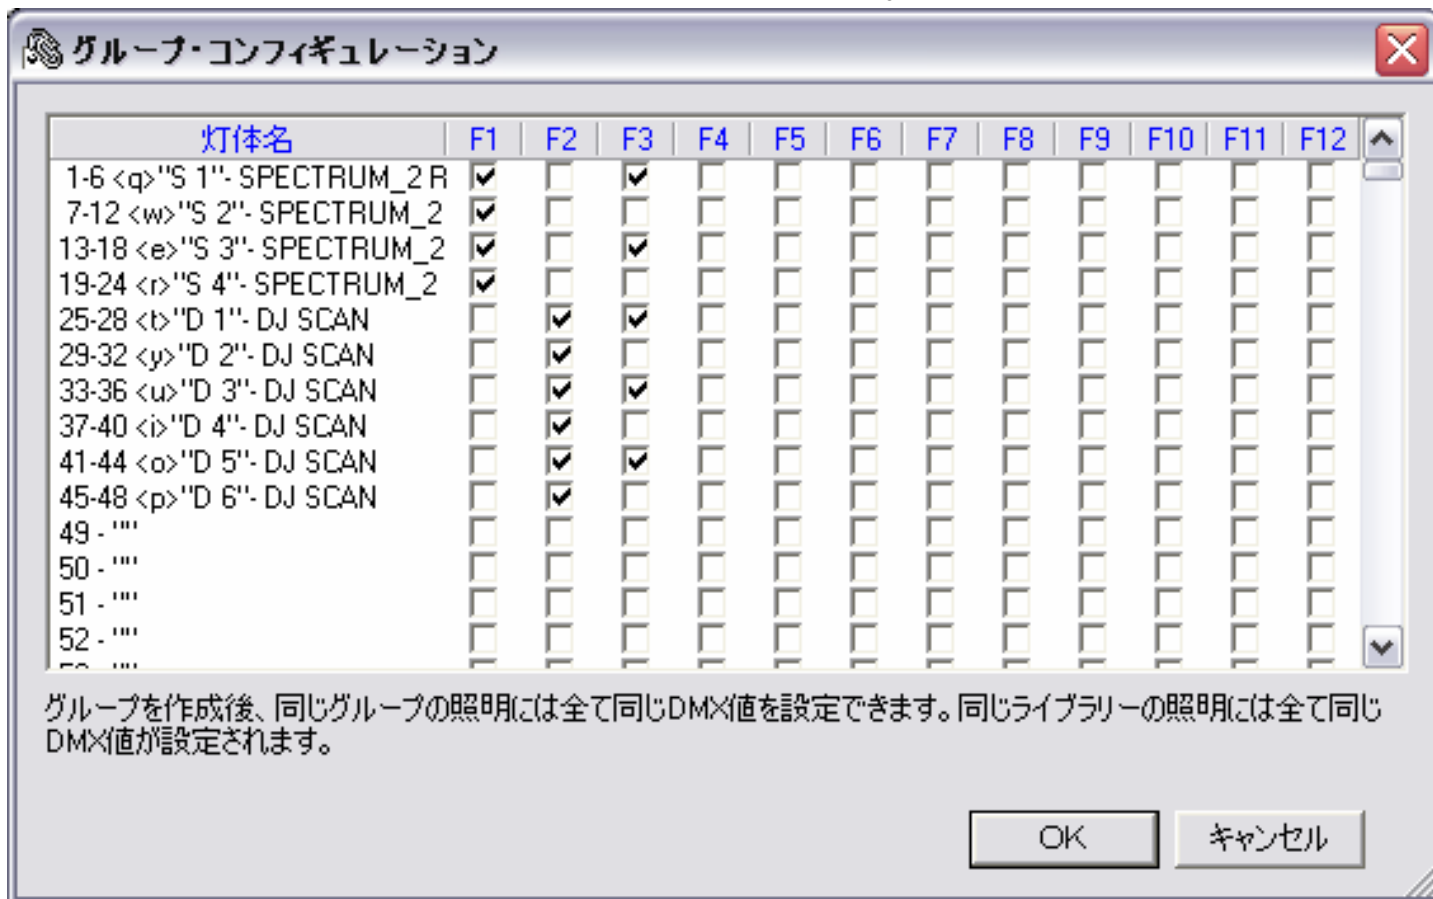 グループ・コンフィギュレーション
灯体名 F1 F2 F3 F4 F5 F6 F7 F8 F9 F10 F11 F12
1-6 <q>"S 1"- SPECTRUM_2 R
7-12 <w>"S 2"- SPECTRUM_2
13-18 <e>"S 3"- SPECTRUM_2
19-24 <r>"S 4"- SPECTRUM_2
25-28 <t>"D 1"- DJ SCAN
29-32 <y>"D 2"- DJ SCAN
33-36 <u>"D 3"- DJ SCAN
37-40 <i>"D 4"- DJ SCAN
41-44 <o>"D 5"- DJ SCAN
45-48 <p>"D 6"- DJ SCAN
49 - ""
50 - ""
51 - ""
52 - ""
グループを作成後、同じグループの照明には全て同じDMX値を設定できます。同じライブラリーの照明には全て同じ
DMX値が設定されます。
OK キャンセル